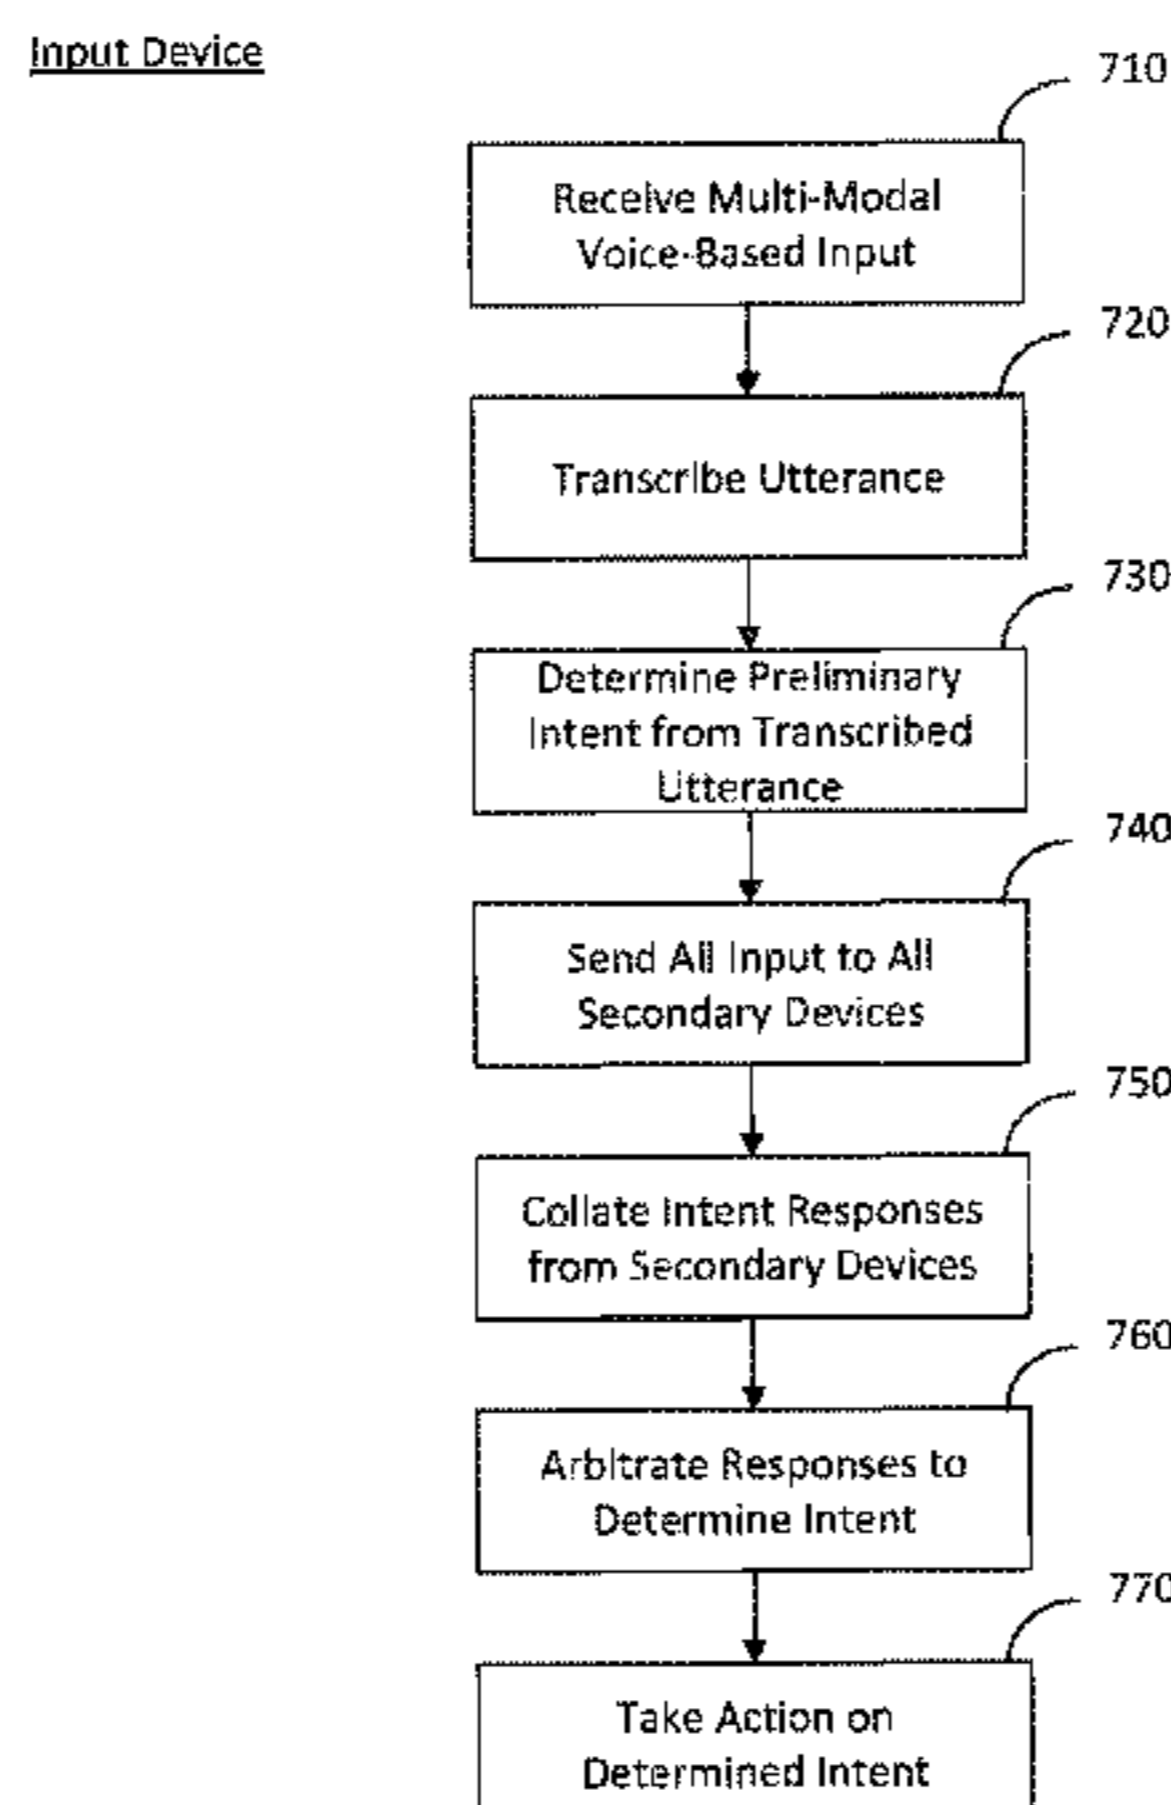 Input Device
710
Receive Multi-Modal
Voice-Based Input
720
Transcribe Utterance
730
Determine Preliminary
Intent from Transcribed
Utterance
740
Send All Input to All
Secondary Devices
750
Collate Intent Responses
from Secondary Devices
760
Arbitrate Responses to
Determine Intent
770
Take Action on
Determined Intent